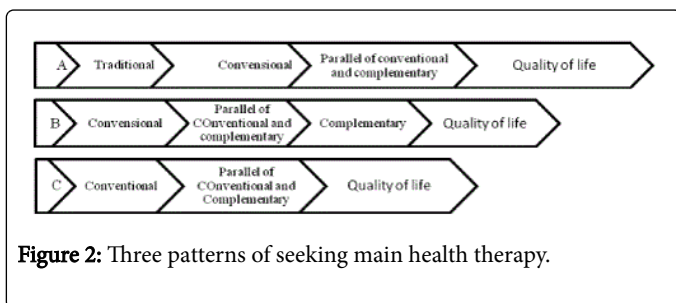 A
Traditional
Convensional
Parallel of conventional
and complementary
Quality of life
B
Convensional
Parallel of
COnventional and
complementary
Complementary
Quality of life
C
Conventional
Parallel of
COnventional and
Complementary
Quality of life
Figure 2: Three patterns of seeking main health therapy.